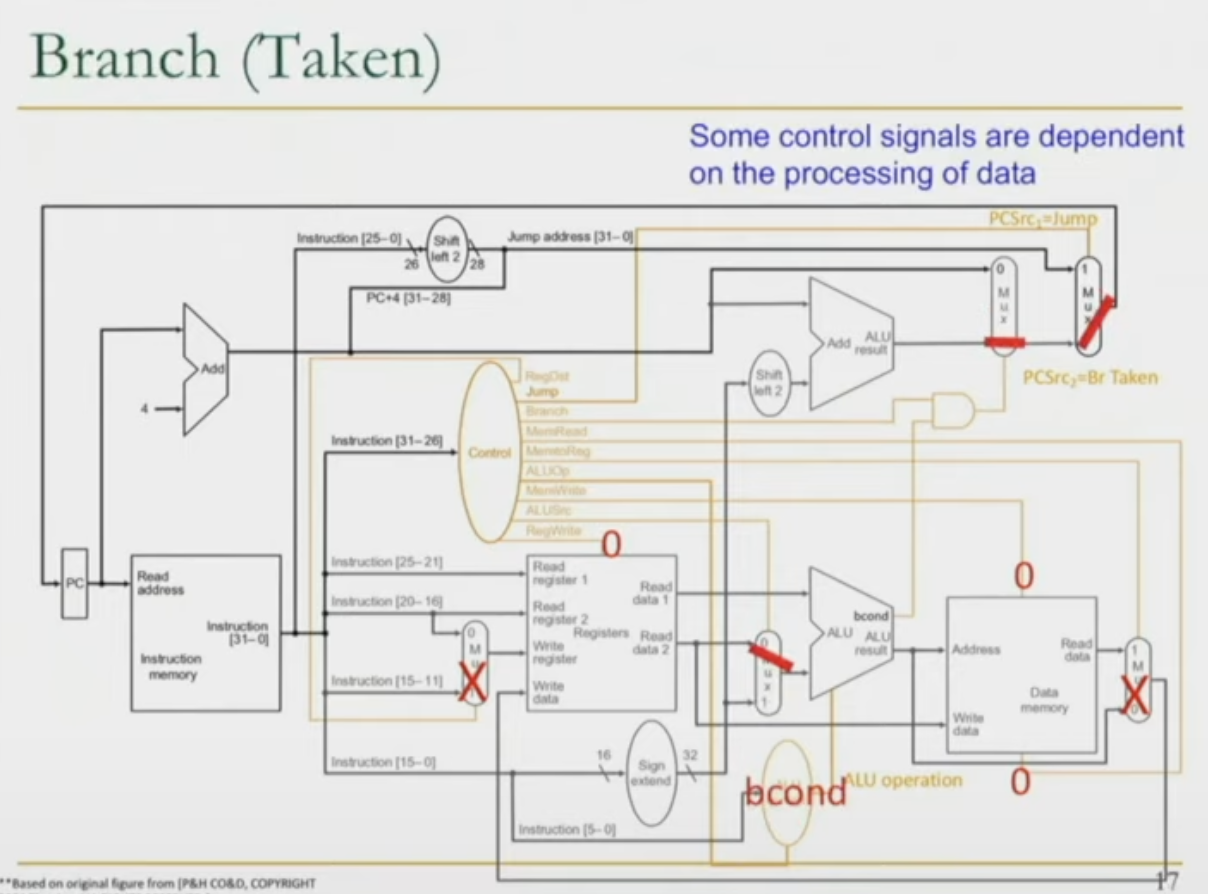 Branch (Taken)
Some control signals are dependent
on the processing of data
PCSrc₁=Jump
Instruction [25–0]
Shift
left 2
Jump address [31–0]
26
28
PC+4 [31–28]
0
M
u
x
1
M
u
x
Add
ALU
result
Add
4
Shift
left 2
PCSrc₂=Br Taken
RegDst
Jump
Branch
MemRead
MemtoReg
ALUOp
MemWrite
ALUSrc
RegWrite
Instruction [31–26]
Control
0
PC
Read
address
Instruction
[31–0]
Instruction
memory
Instruction [25–21]
Instruction [20–16]
Instruction [15–11]
Instruction [15–0]
0
M
u
X
Read
register 1
Read
register 2
Write
register
Write
data
Registers
Read
data 1
Read
data 2
0
u
x
1
bcond
ALU
ALU
result
0
Address
Write
data
Read
data
Data
memory
0
1
M
u
X
0
16
Sign
extend
32
bcond
ALU operation
Instruction [5–0]
**Based on original figure from [P&H CO&D, COPYRIGHT
17